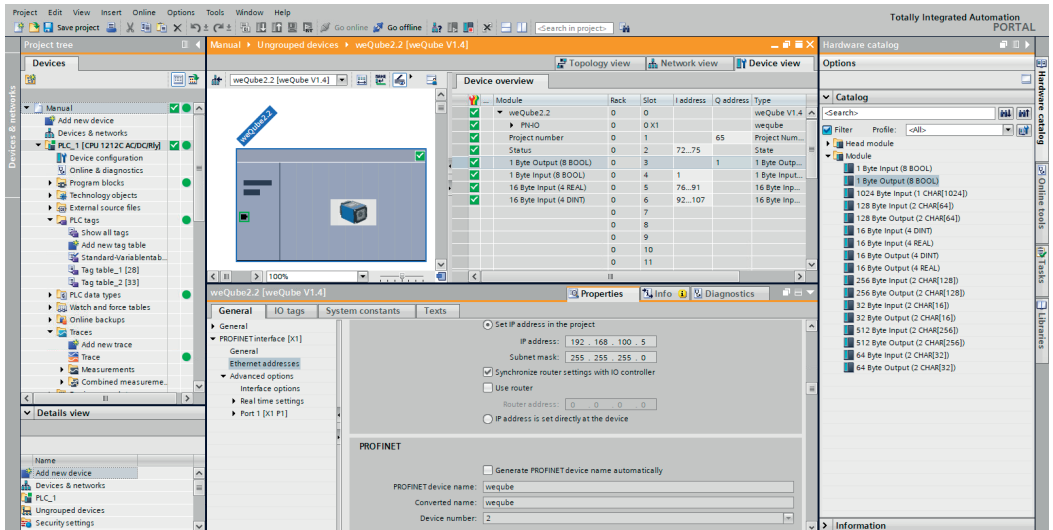 Project Edit View Insert Online Options Tools Window Help
Totally Integrated Automation
PORTAL
Save project
Go online
Go offline
<Search in project>
Project tree
Devices
Manual
Add new device
Devices & networks
PLC_1 [CPU 1212C AC/DC/Rly]
Device configuration
Online & diagnostics
Program blocks
Technology objects
External source files
PLC tags
Show all tags
Add new tag table
Standard-Variablentab..
Tag table_1 [28]
Tag table_2 [33]
PLC data types
Watch and force tables
Online backups
Traces
Add new trace
Trace
Measurements
Combined measureme..
Details view
Name
Add new device
Devices & networks
PLC_1
Ungrouped devices
Security settings
Devices & networks
Manual Ungrouped devices weQube2.2 [weQube V1.4]
Topology view Network view Device view
weQube2.2 [weQube V1.4]
weQube2.2
100%
Device overview
... Module Rack Slot I address Q address Type
weQube2.2 0 0 weQube V1.4
PN-IO 0 0 X1 weqube
Project number 0 1 65 Project Num...
Status 0 2 72...75 State
1 Byte Output (8 BOOL) 0 3 1 1 Byte Outp...
1 Byte Input (8 BOOL) 0 4 1 1 Byte Input...
16 Byte Input (4 REAL) 0 5 76...91 16 Byte Inp...
16 Byte Input (4 DINT) 0 6 92...107 16 Byte Inp...
0 7
0 8
0 9
0 10
0 11
weQube2.2 [weQube V1.4]
Properties Info Diagnostics
General IO tags System constants Texts
General
PROFINET interface [X1]
General
Ethernet addresses
Advanced options
Interface options
Real time settings
Port 1 [X1 P1]
Set IP address in the project
IP address: 192 . 168 . 100 . 5
Subnet mask: 255 . 255 . 255 . 0
Synchronize router settings with IO controller
Use router
Router address: 0 . 0 . 0 . 0
IP address is set directly at the device
PROFINET
Generate PROFINET device name automatically
PROFINET device name: weqube
Converted name: weqube
Device number: 2
Hardware catalog
Options
Catalog
<Search>
Filter Profile: <All>
Head module
Module
1 Byte Input (8 BOOL)
1 Byte Output (8 BOOL)
1024 Byte Input (1 CHAR[1024])
128 Byte Input (2 CHAR[64])
128 Byte Output (2 CHAR[64])
16 Byte Input (4 DINT)
16 Byte Input (4 REAL)
16 Byte Output (4 DINT)
16 Byte Output (4 REAL)
256 Byte Input (2 CHAR[128])
256 Byte Output (2 CHAR[128])
32 Byte Input (2 CHAR[16])
32 Byte Output (2 CHAR[16])
512 Byte Input (2 CHAR[256])
512 Byte Output (2 CHAR[256])
64 Byte Input (2 CHAR[32])
64 Byte Output (2 CHAR[32])
Information
Hardware catalog
Online tools
Tasks
Libraries